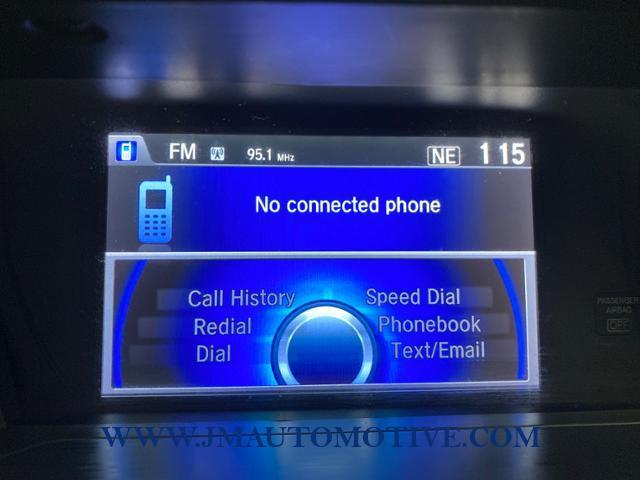 FM 95.1 MHz NE 1 15
No connected phone
Call History Speed Dial
Redial Phonebook
Dial Text/Email
PASSENGER
AIRBAG
OFF
WWW.JMAUTOMOTIVE.COM